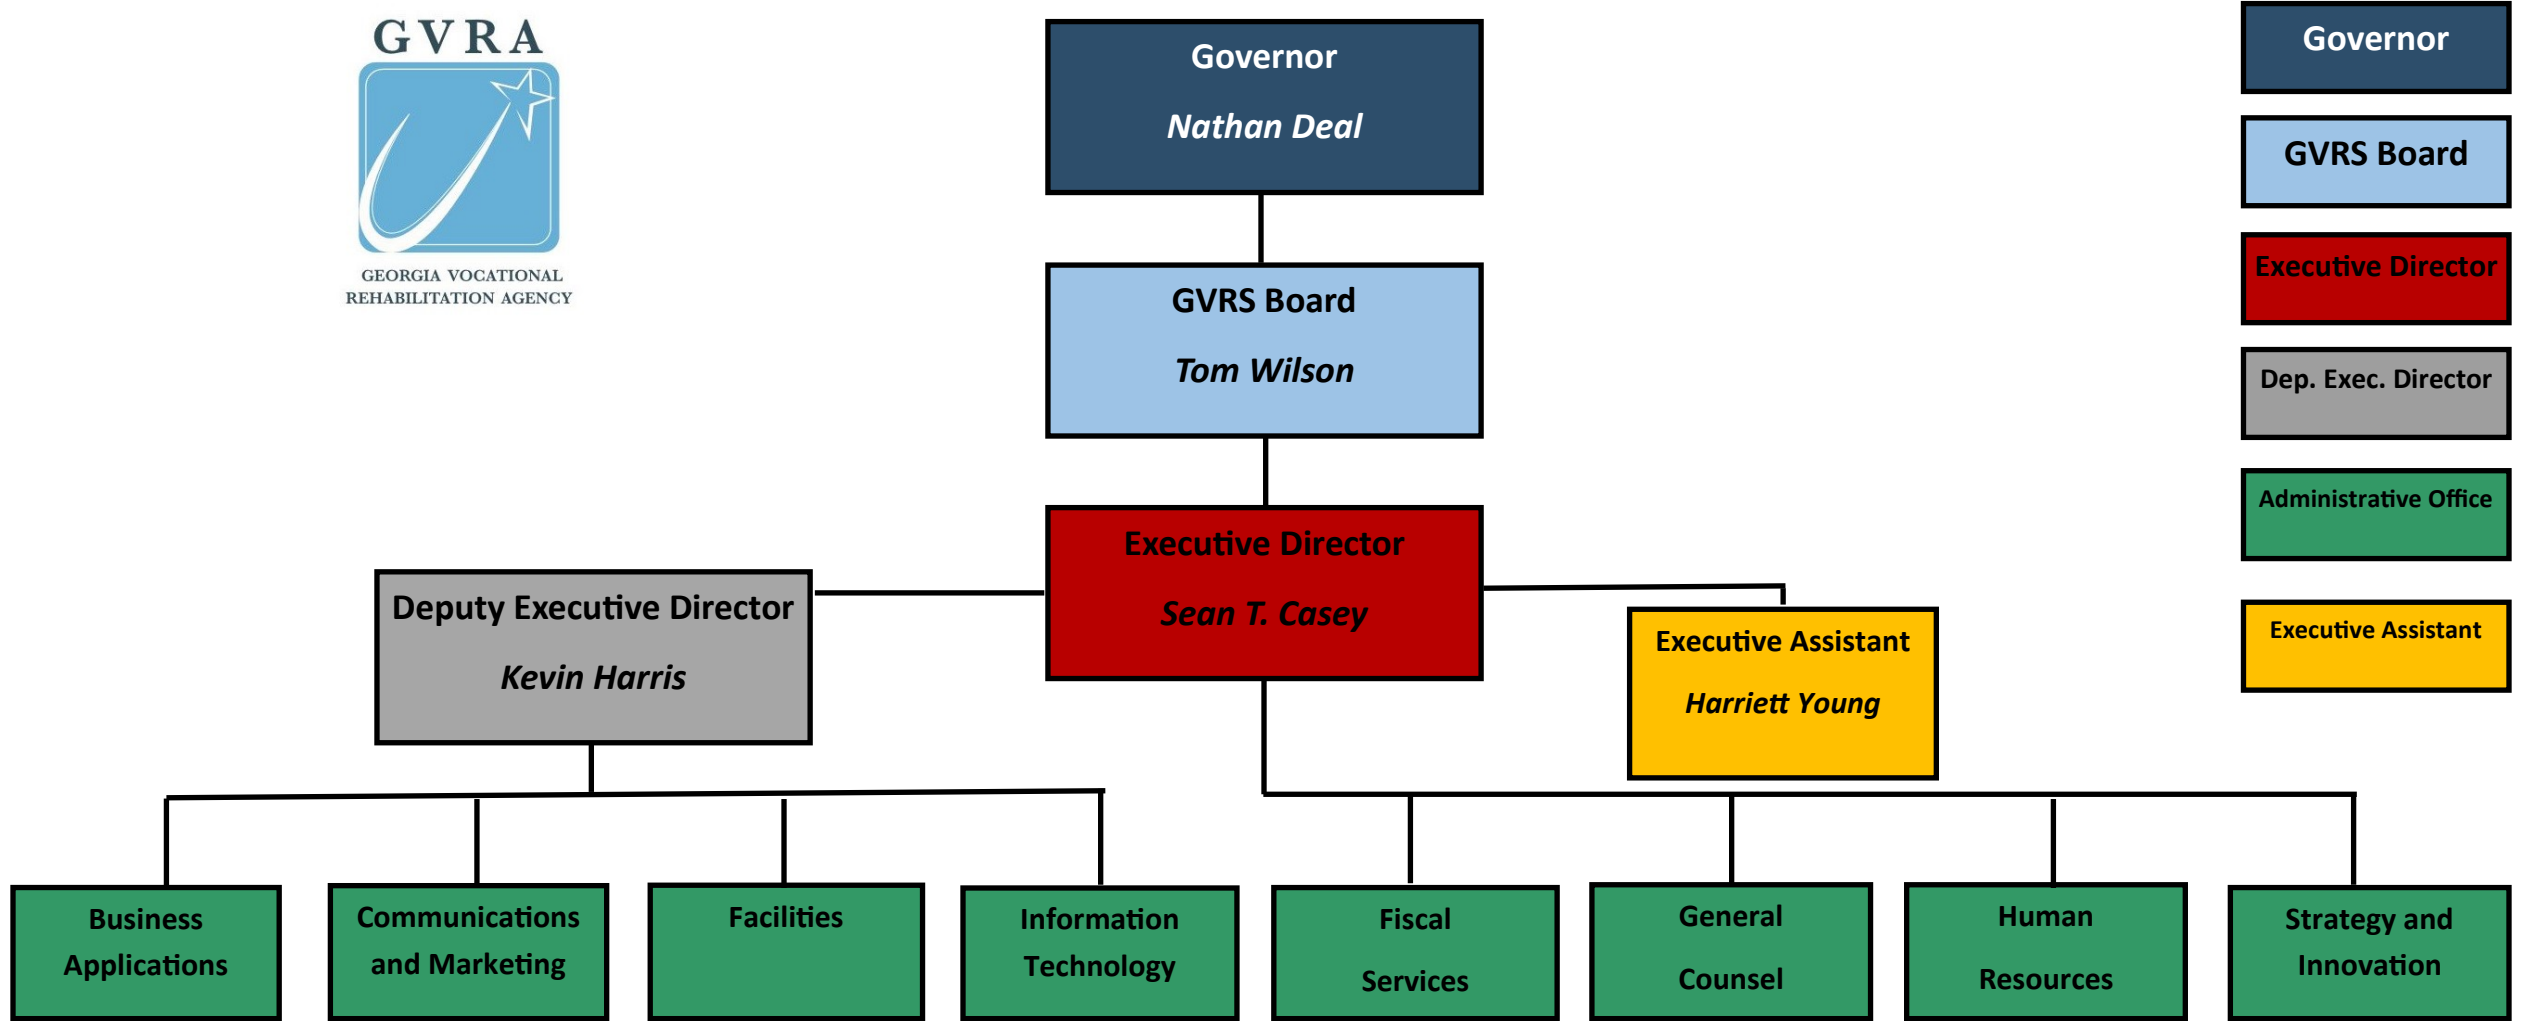 GVRA
GEORGIA VOCATIONAL
REHABILITATION AGENCY
Governor
Nathan Deal
GVRS Board
Tom Wilson
Executive Director
Sean T. Casey
Deputy Executive Director
Kevin Harris
Executive Assistant
Harriett Young
Business
Applications
Communications
and Marketing
Facilities
Information
Technology
Fiscal
Services
General
Counsel
Human
Resources
Strategy and
Innovation
Governor
GVRS Board
Executive Director
Dep. Exec. Director
Administrative Office
Executive Assistant